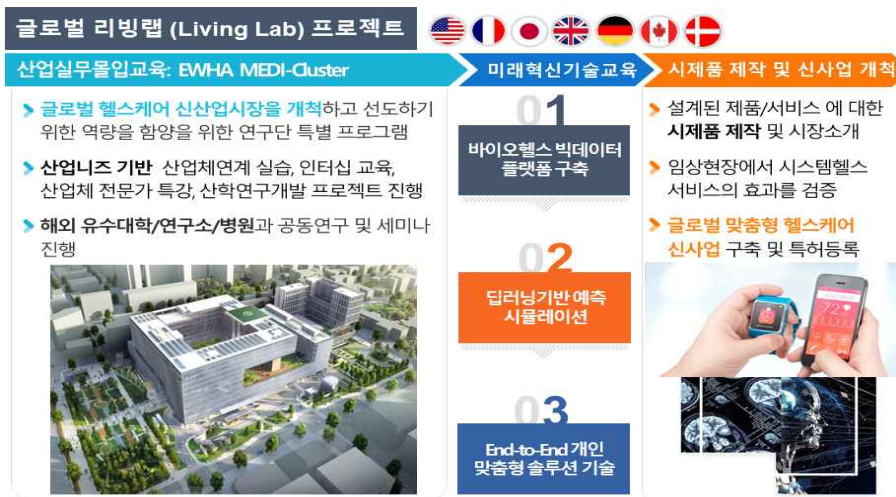 글로벌 리빙랩 (Living Lab) 프로젝트
산업실무몰입교육: EWHA MEDI-Cluster
❯ 글로벌 헬스케어 신산업시장을 개척하고 선도하기
위한 역량을 함양을 위한 연구단 특별 프로그램
❯ 산업니즈 기반 산업체연계 실습, 인터십 교육,
산업체 전문가 특강, 산학연구개발 프로젝트 진행
❯ 해외 유수대학/연구소/병원과 공동연구 및 세미나
진행
미래혁신기술교육
01
바이오헬스 빅데이터
플랫폼 구축
02
딥러닝기반 예측
시뮬레이션
03
End-to-End 개인
맞춤형 솔루션 기술
시제품 제작 및 신사업 개척
❯ 설계된 제품/서비스 에 대한
시제품 제작 및 시장소개
❯ 임상현장에서 시스템헬스
서비스의 효과를 검증
❯ 글로벌 맞춤형 헬스케어
신사업 구축 및 특허등록
72